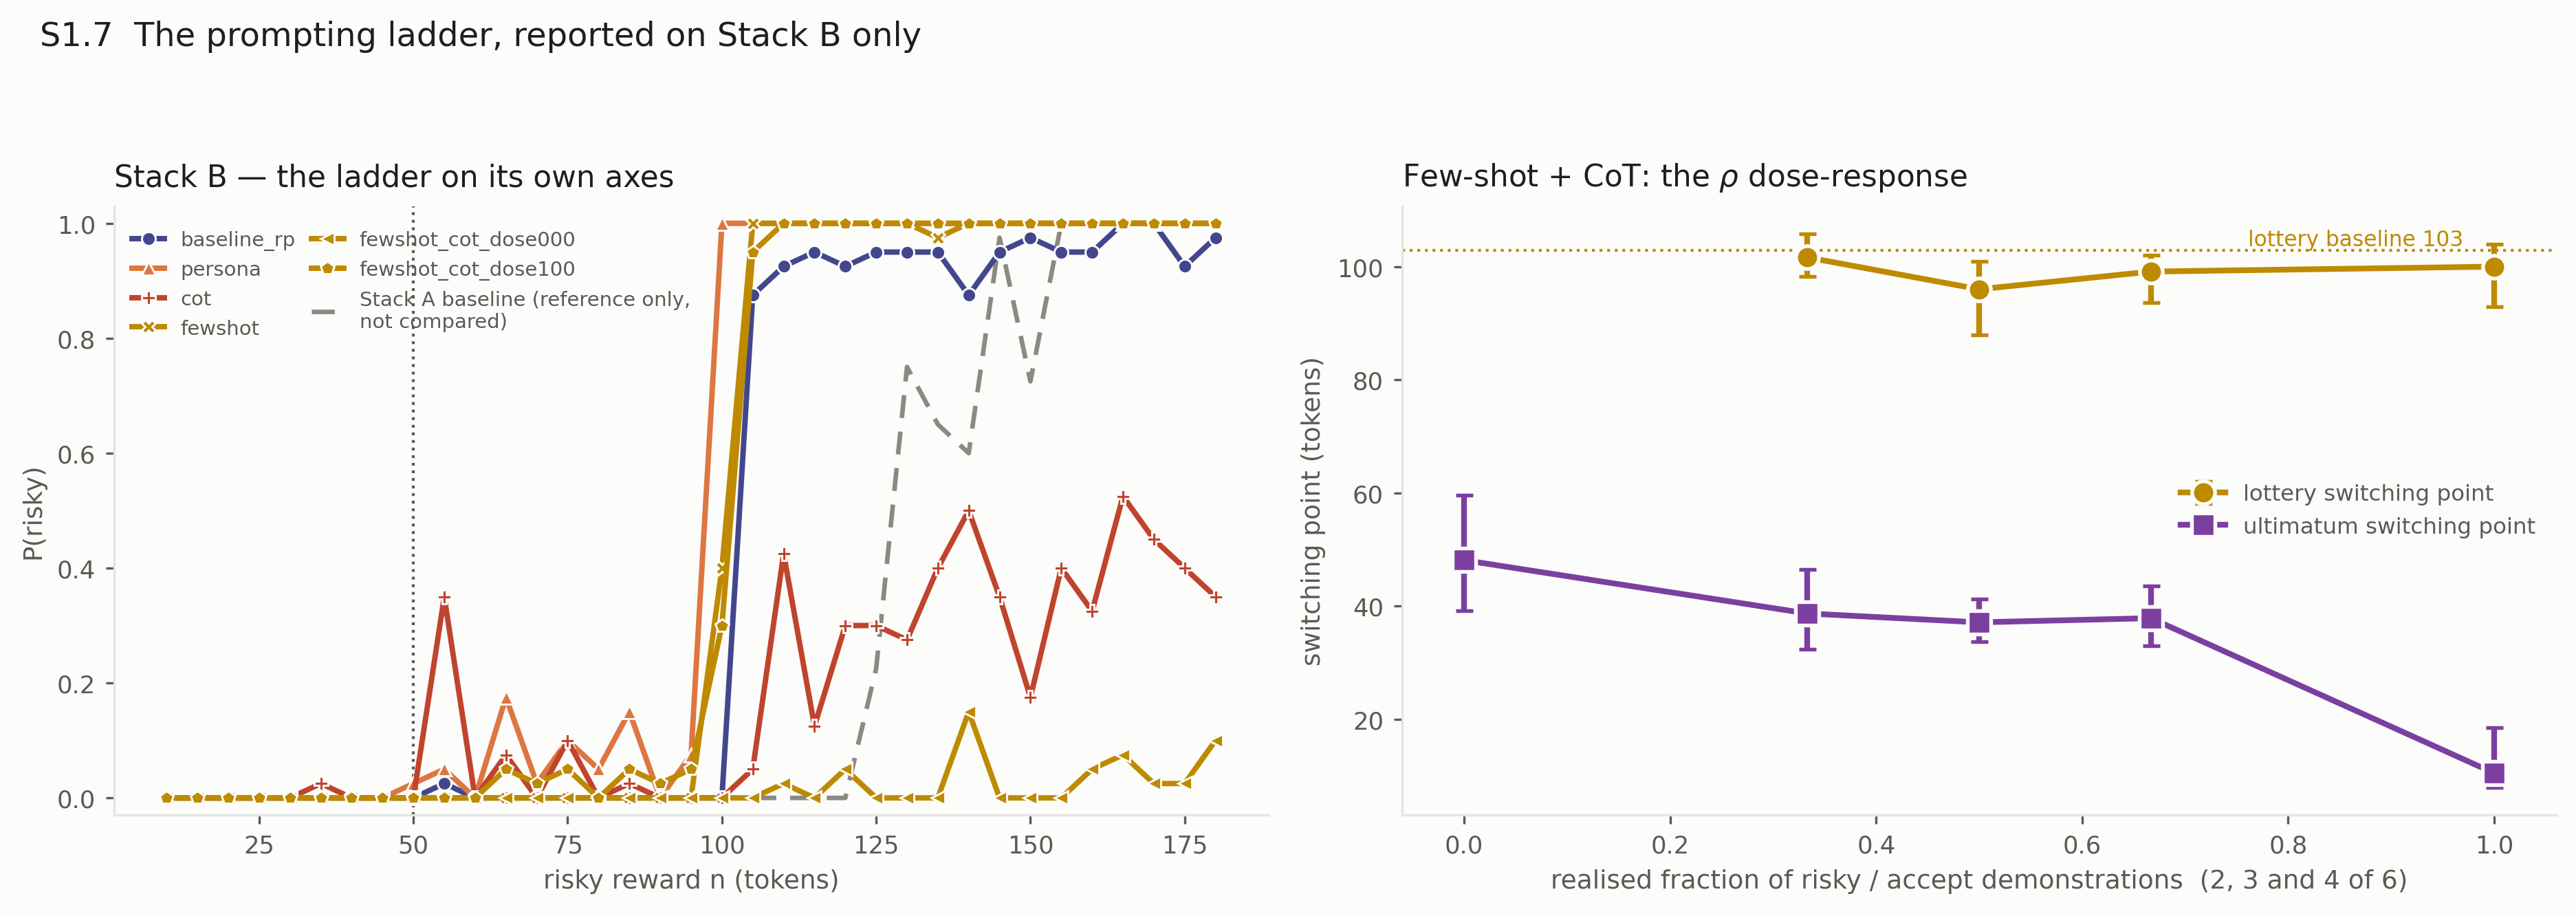 S1.7  The prompting ladder, reported on Stack B only
Stack B — the ladder on its own axes
P(risky)
1.0
0.8
0.6
0.4
0.2
0.0
baseline_rp
persona
cot
fewshot
fewshot_cot_dose000
fewshot_cot_dose100
Stack A baseline (reference only,
not compared)
25
50
75
100
125
150
175
risky reward n (tokens)
Few-shot + CoT: the ρ dose-response
switching point (tokens)
100
80
60
40
20
lottery baseline 103
lottery switching point
ultimatum switching point
0.0
0.2
0.4
0.6
0.8
1.0
realised fraction of risky / accept demonstrations  (2, 3 and 4 of 6)